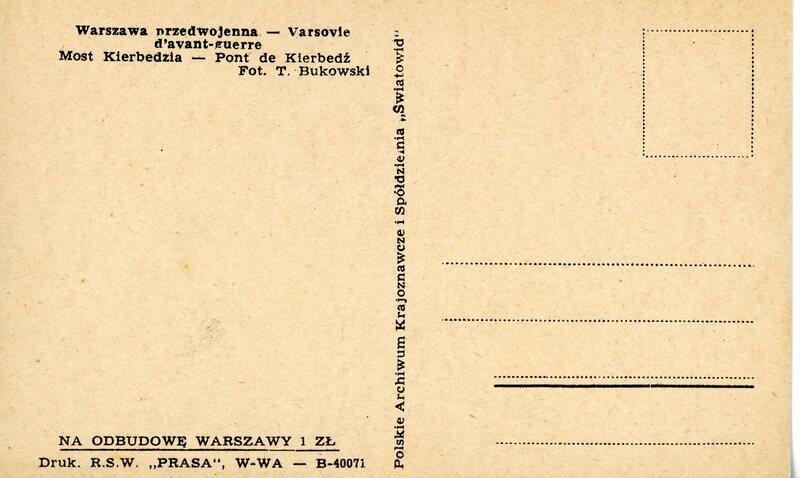 Warszawa przedwojenna — Varsovie
d'avant-guerre
Most Kierbedzia — Pont de Kierbedź
Fot. T. Bukowski
Polskie Archiwum Krajoznawcze i Spółdzielnia „Światowid"
NA ODBUDOWĘ WARSZAWY 1 ZŁ
Druk. R.S.W. „PRASA", W-WA — B-40071